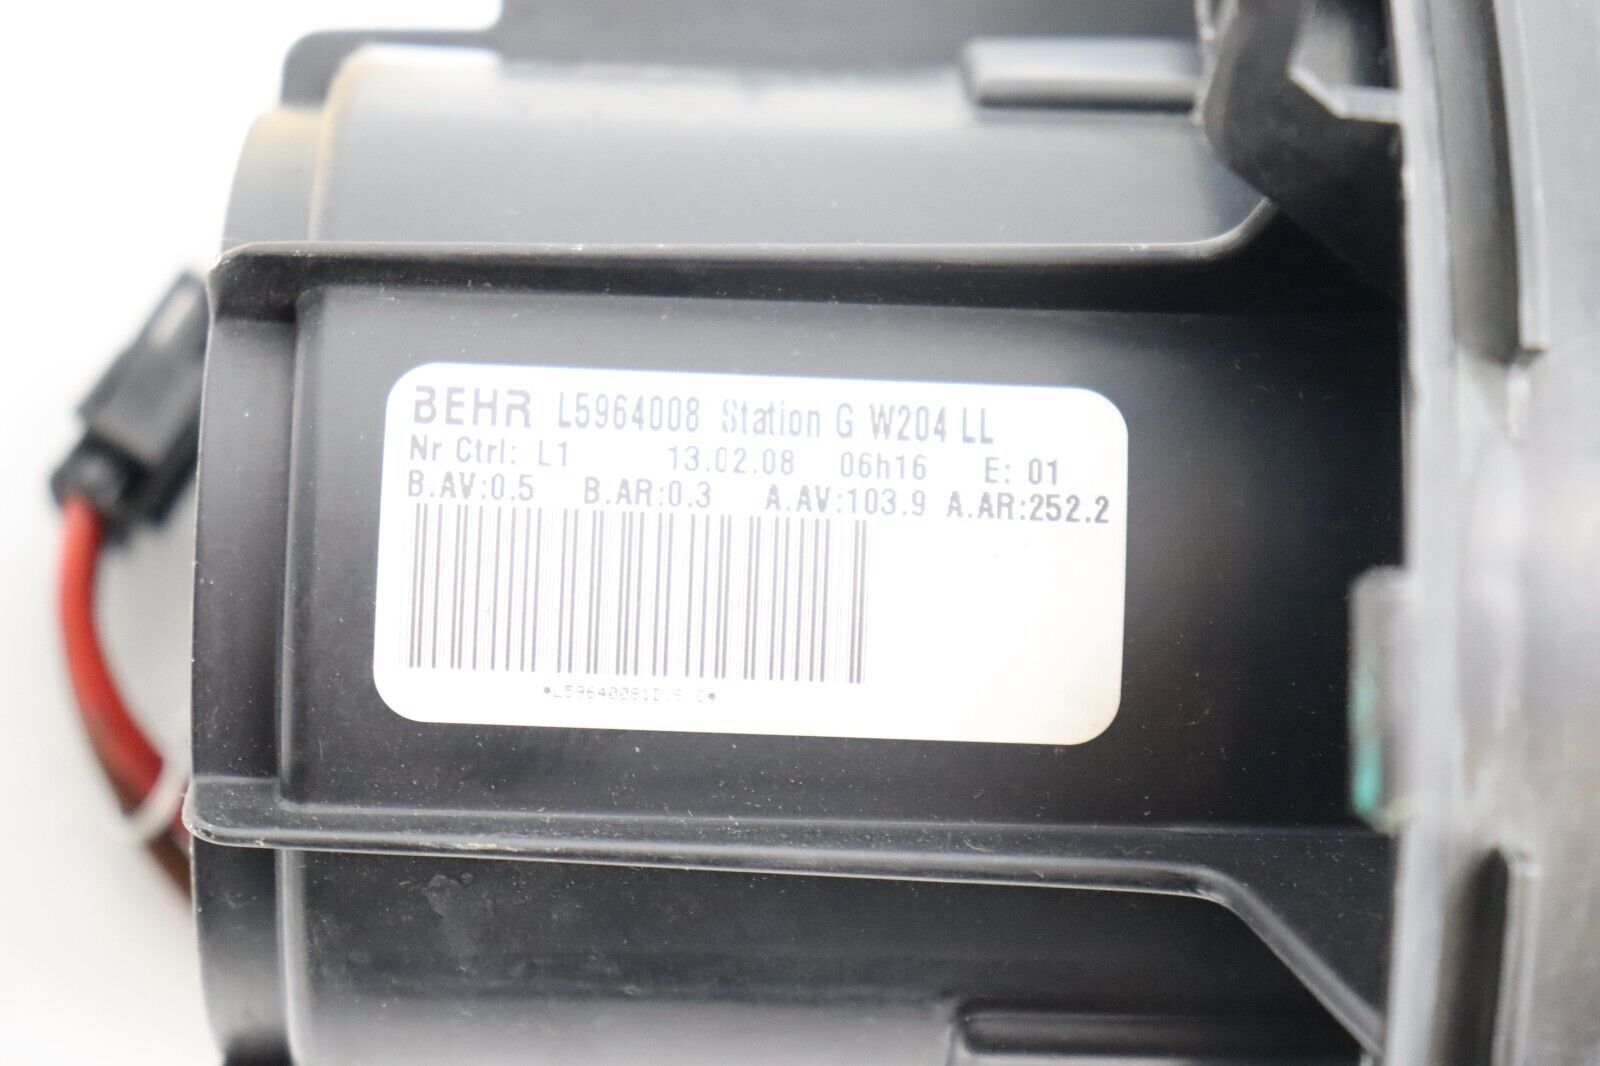 BEHR L5964008 Station G W204 LL
Nr Ctrl: L1 13.02.08 06h16 E: 01
B.AV:0.5 B.AR:0.3 A.AV:103.9 A.AR:252.2